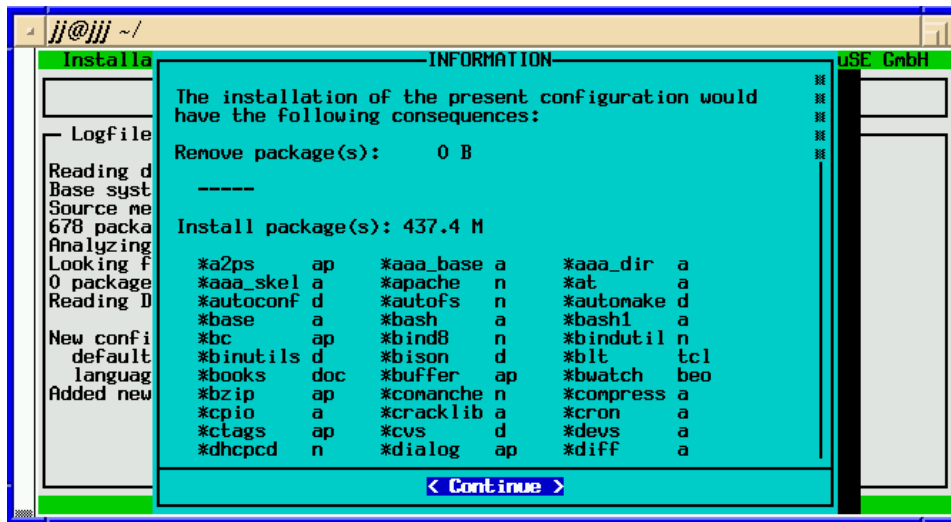 jj@jjj ~/
Installa
INFORMATION
uSE GmbH
The installation of the present configuration would
have the following consequences:
Logfile
Remove package(s): 0 B
Reading d
Base syst
-----
Source me
678 packa
Install package(s): 437.4 M
Analyzing
Looking f
*a2ps ap *aaa_base a *aaa_dir a
0 package
*aaa_skel a *apache n *at a
Reading D
*autoconf d *autofs n *automake d
*base a *bash a *bash1 a
New confi
*bc ap *bind8 n *bindutil n
default
*binutils d *bison d *blt tcl
languag
*books doc *buffer ap *bwatch beo
Added new
*bzip ap *comanche n *compress a
*cpio a *cracklib a *cron a
*ctags ap *cvs d *devs a
*dhcpcd n *dialog ap *diff a
< Continue >